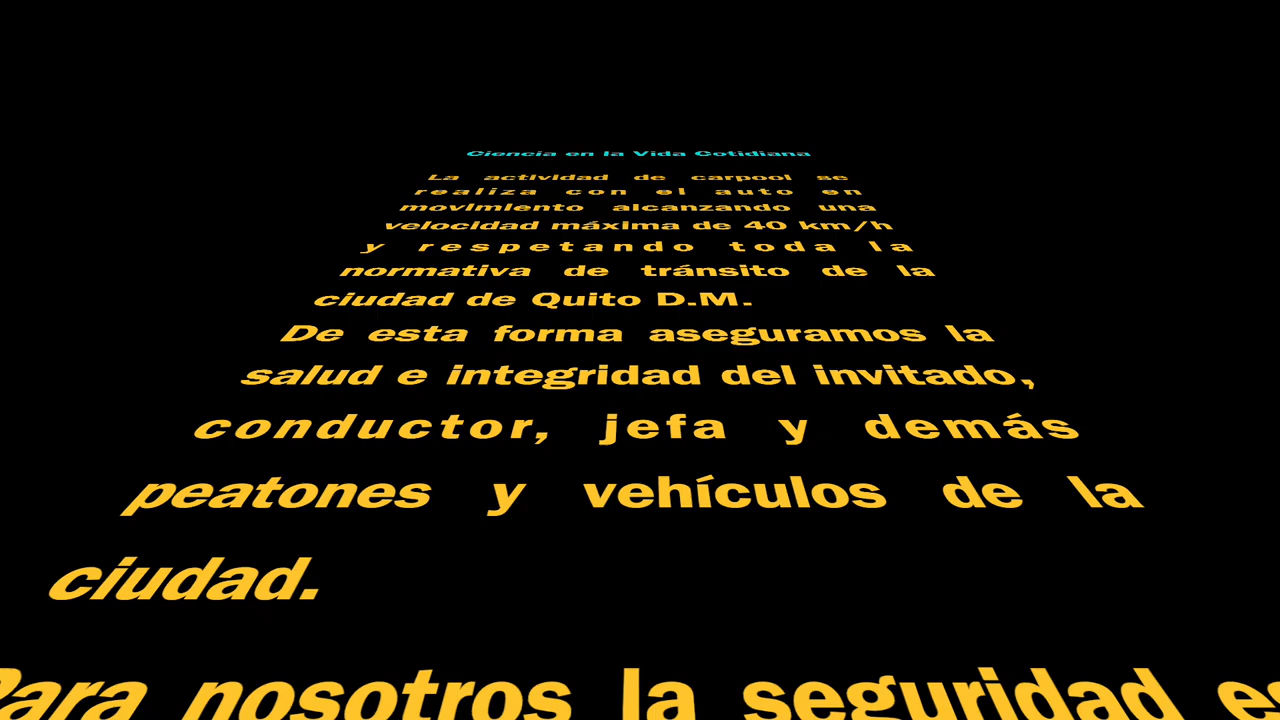 Ciencia en la Vida Cotidiana
La actividad de carpool se
realiza con el auto en
movimiento alcanzando una
velocidad máxima de 40 km/h
y respetando toda la
normativa de tránsito de la
ciudad de Quito D.M.
De esta forma aseguramos la
salud e integridad del invitado,
conductor, jefa y demás
peatones y vehículos de la
ciudad.
Para nosotros la seguridad es